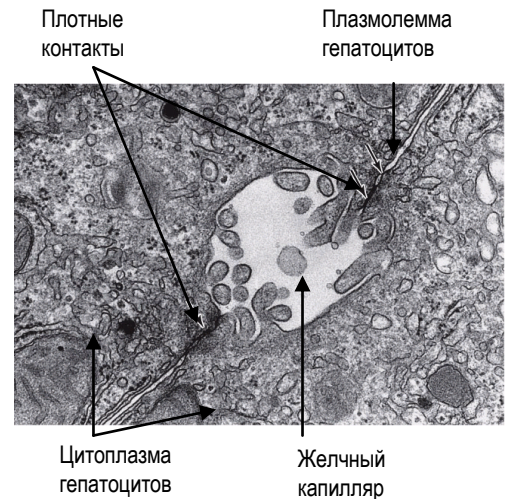 Плотные
контакты
Плазмолемма
гепатоцитов
Цитоплазма
гепатоцитов
Желчный
капилляр